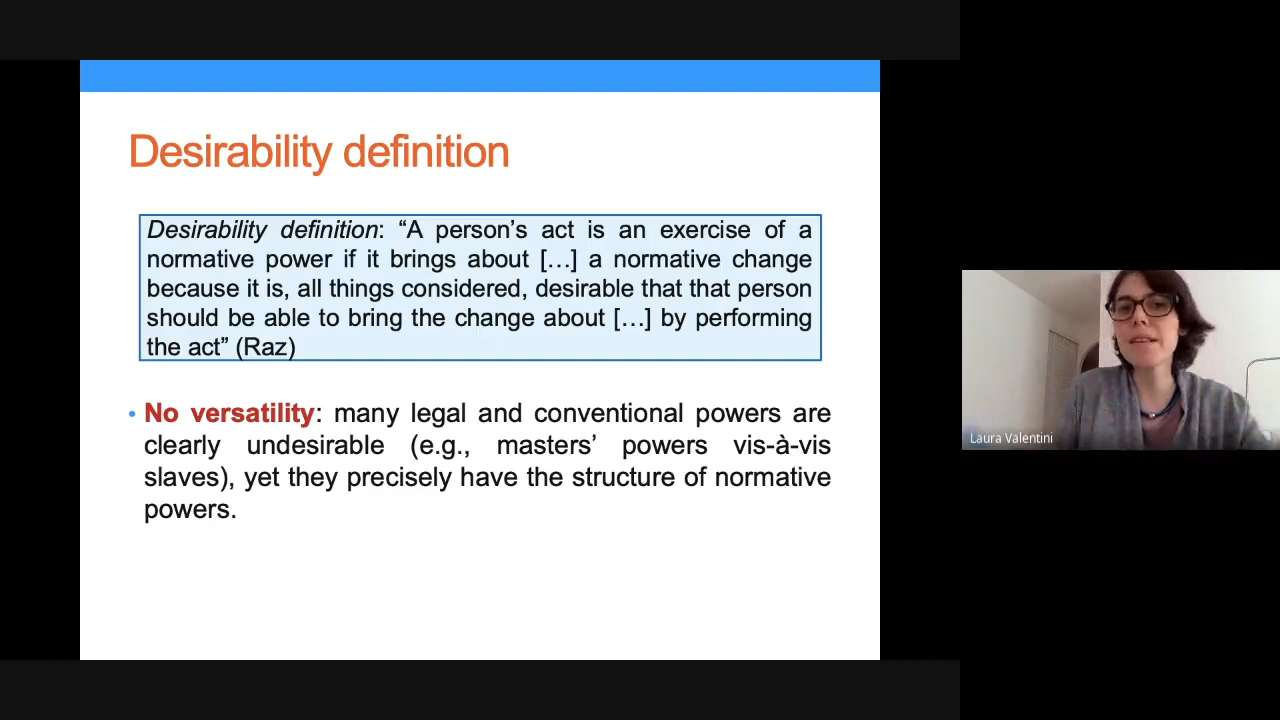 Desirability definition
Desirability definition: “A person’s act is an exercise of a
normative power if it brings about […] a normative change
because it is, all things considered, desirable that that person
should be able to bring the change about […] by performing
the act” (Raz)
• No versatility: many legal and conventional powers are
clearly undesirable (e.g., masters’ powers vis-à-vis
slaves), yet they precisely have the structure of normative
powers.
Laura Valentini